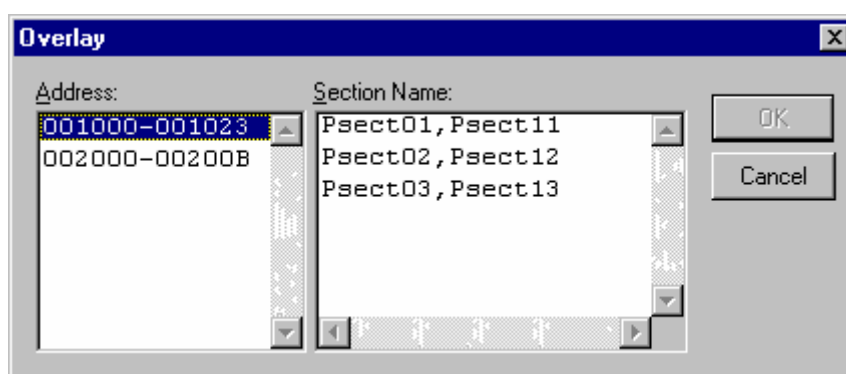 Overlay
Address:
Section Name:
001000-001023
002000-00200B
Psect01,Psect11
Psect02,Psect12
Psect03,Psect13
OK
Cancel